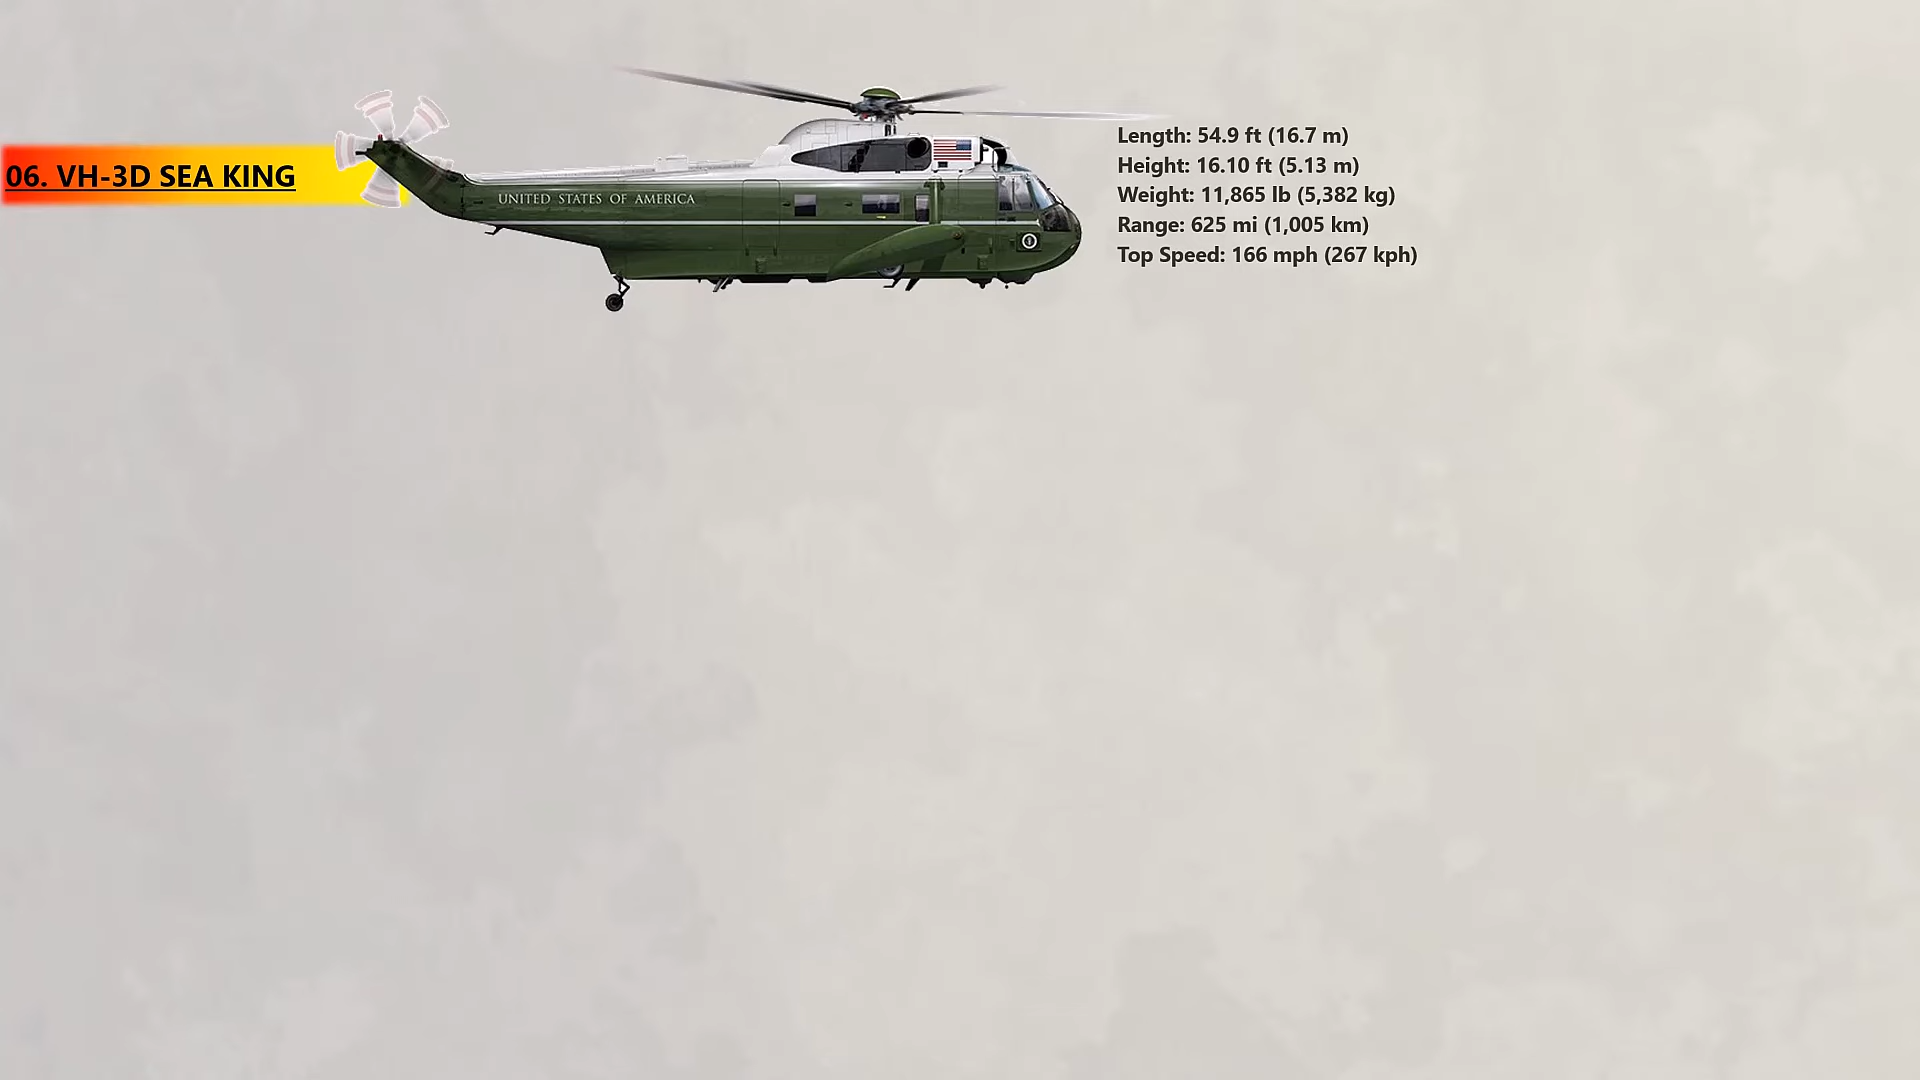 06. VH-3D SEA KING
UNITED STATES OF AMERICA
Length: 54.9 ft (16.7 m)
Height: 16.10 ft (5.13 m)
Weight: 11,865 lb (5,382 kg)
Range: 625 mi (1,005 km)
Top Speed: 166 mph (267 kph)